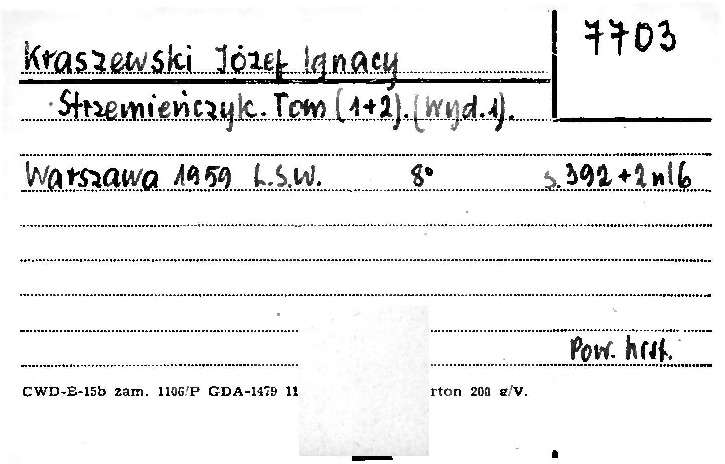 7703
Kraszewski Józef Ignacy
Strzemieńczyk. Tom (1+2). (Wyd. 1).
Warszawa 1959 L.S.W. 8° s. 392 + 2 nlb
Pow. hist.
CWD-B-15b zam. 1106/P GDA-1479 11 rton 200 g/V.